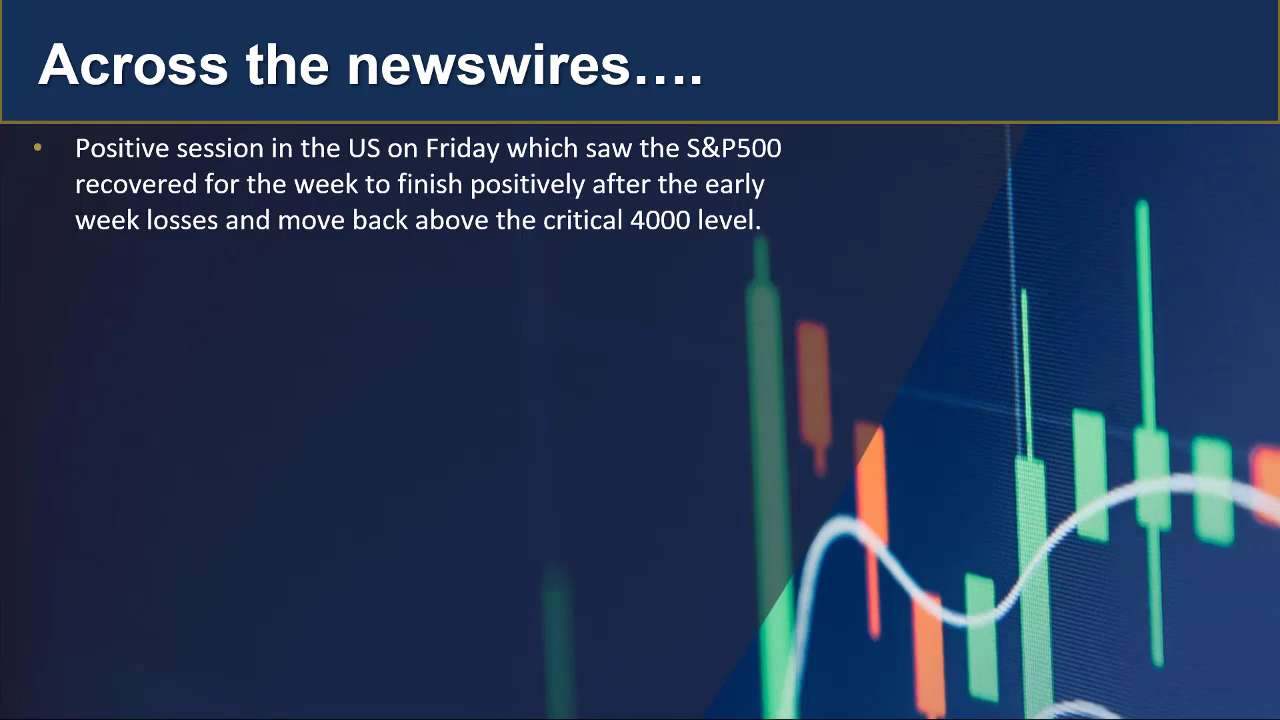 Across the newswires….
• Positive session in the US on Friday which saw the S&P500
recovered for the week to finish positively after the early
week losses and move back above the critical 4000 level.